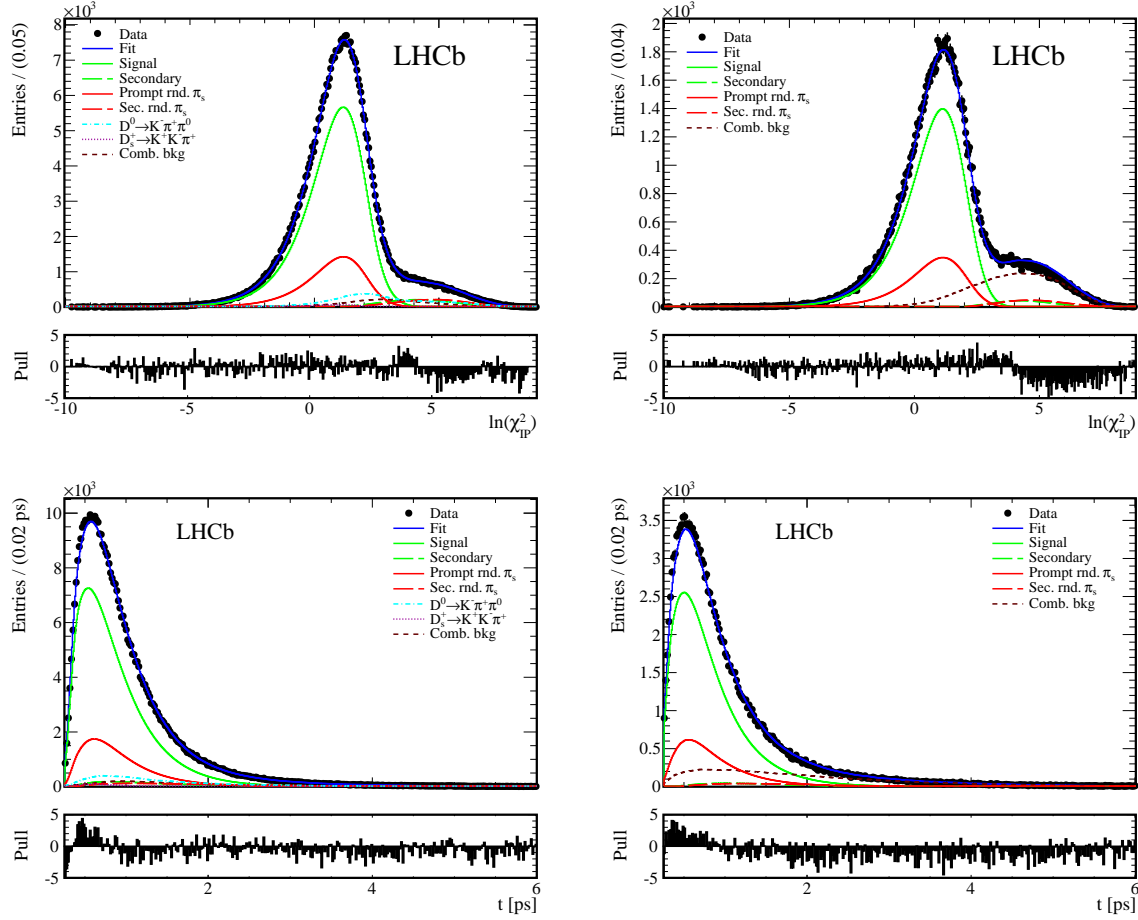 ×10³
8
7
6
5
4
3
2
1
0
Entries / (0.05)
Data
Fit
Signal
Secondary
Prompt rnd. πₛ
Sec. rnd. πₛ
D⁰→K⁻π⁺π⁰
Dₛ⁺→K⁺K⁻π⁺
Comb. bkg
LHCb
5
0
-5
Pull
-10 -5 0 5
ln(χ²_IP)
×10³
2
1.8
1.6
1.4
1.2
1
0.8
0.6
0.4
0.2
0
Entries / (0.04)
Data
Fit
Signal
Secondary
Prompt rnd. πₛ
Sec. rnd. πₛ
Comb. bkg
LHCb
5
0
-5
Pull
-10 -5 0 5
ln(χ²_IP)
×10³
10
8
6
4
2
0
Entries / (0.02 ps)
LHCb
Data
Fit
Signal
Secondary
Prompt rnd. πₛ
Sec. rnd. πₛ
D⁰→K⁻π⁺π⁰
Dₛ⁺→K⁺K⁻π⁺
Comb. bkg
5
0
-5
Pull
2 4 6
t [ps]
×10³
3.5
3
2.5
2
1.5
1
0.5
0
Entries / (0.02 ps)
LHCb
Data
Fit
Signal
Secondary
Prompt rnd. πₛ
Sec. rnd. πₛ
Comb. bkg
5
0
-5
Pull
2 4 6
t [ps]